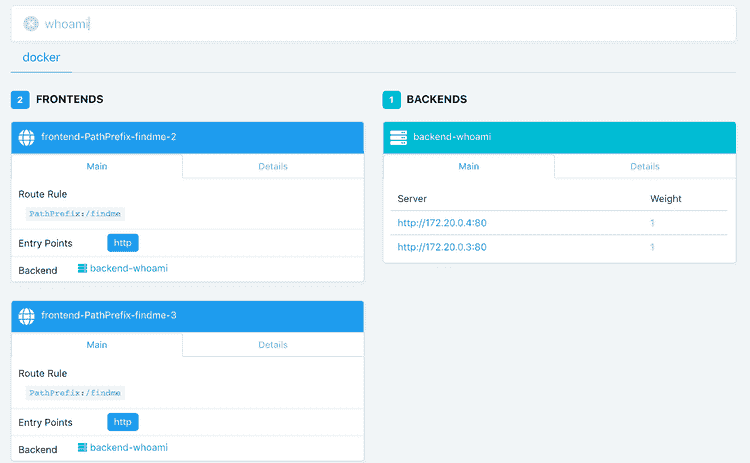 whoami
docker
2 FRONTENDS
frontend-PathPrefix-findme-2
Main Details
Route Rule
PathPrefix:/findme
Entry Points http
Backend backend-whoami
frontend-PathPrefix-findme-3
Main Details
Route Rule
PathPrefix:/findme
Entry Points http
Backend backend-whoami
1 BACKENDS
backend-whoami
Main Details
Server Weight
http://172.20.0.4:80 1
http://172.20.0.3:80 1